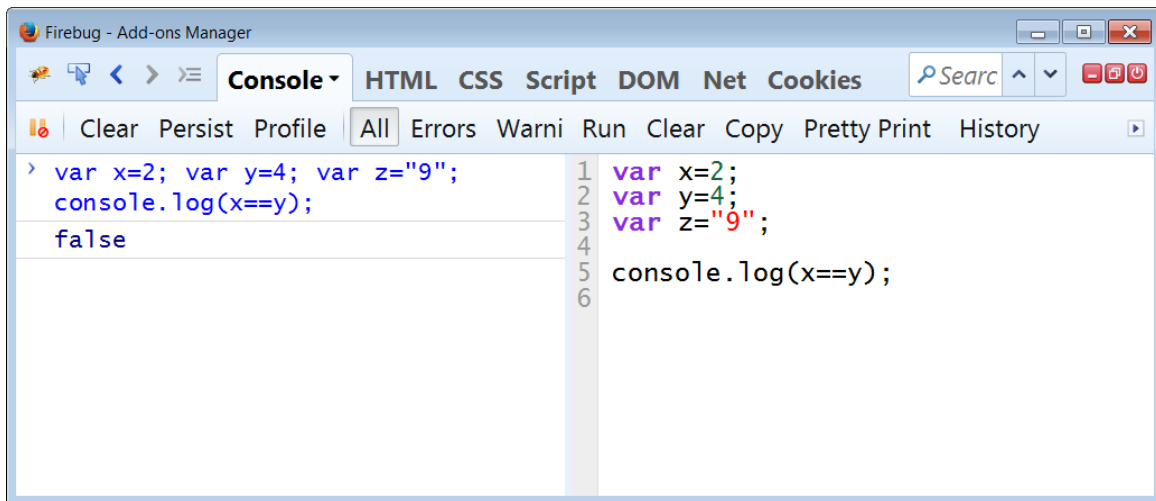 Firebug - Add-ons Manager
Console HTML CSS Script DOM Net Cookies Searc
Clear Persist Profile All Errors Warni Run Clear Copy Pretty Print History
var x=2; var y=4; var z="9";
console.log(x==y);
false
1 var x=2;
2 var y=4;
3 var z="9";
4
5 console.log(x==y);
6